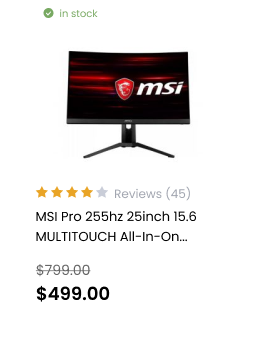 in stock
msi
Reviews (45)
MSI Pro 255hz 25inch 15.6
MULTITOUCH All-In-On...
$799.00
$499.00